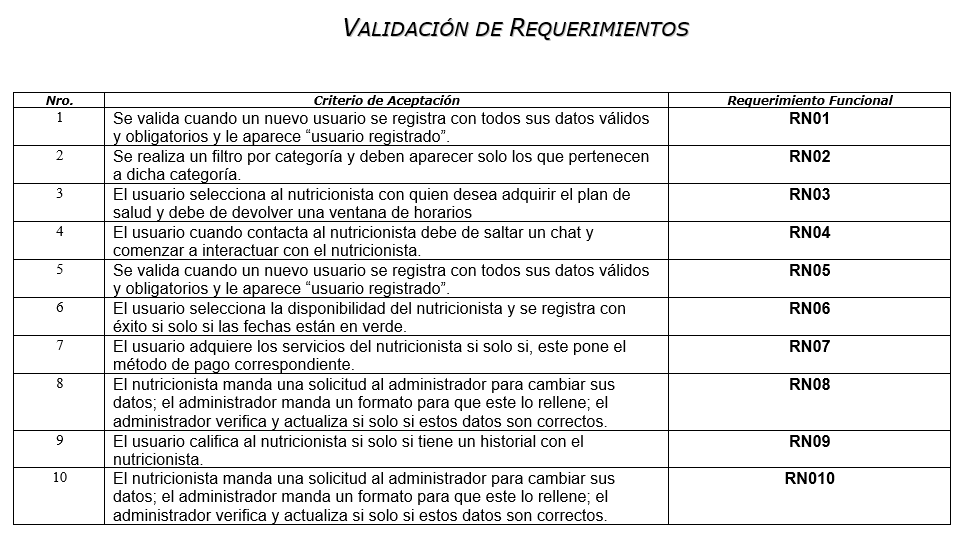 VALIDACIÓN DE REQUERIMIENTOS
Nro. Criterio de Aceptación Requerimiento Funcional
1 Se valida cuando un nuevo usuario se registra con todos sus datos válidos RN01
y obligatorios y le aparece “usuario registrado”.
2 Se realiza un filtro por categoría y deben aparecer solo los que pertenecen RN02
a dicha categoría.
3 El usuario selecciona al nutricionista con quien desea adquirir el plan de RN03
salud y debe de devolver una ventana de horarios
4 El usuario cuando contacta al nutricionista debe de saltar un chat y RN04
comenzar a interactuar con el nutricionista.
5 Se valida cuando un nuevo usuario se registra con todos sus datos válidos RN05
y obligatorios y le aparece “usuario registrado”.
6 El usuario selecciona la disponibilidad del nutricionista y se registra con RN06
éxito si solo si las fechas están en verde.
7 El usuario adquiere los servicios del nutricionista si solo si, este pone el RN07
método de pago correspondiente.
8 El nutricionista manda una solicitud al administrador para cambiar sus RN08
datos; el administrador manda un formato para que este lo rellene; el
administrador verifica y actualiza si solo si estos datos son correctos.
9 El usuario califica al nutricionista si solo si tiene un historial con el RN09
nutricionista.
10 El nutricionista manda una solicitud al administrador para cambiar sus RN010
datos; el administrador manda un formato para que este lo rellene; el
administrador verifica y actualiza si solo si estos datos son correctos.